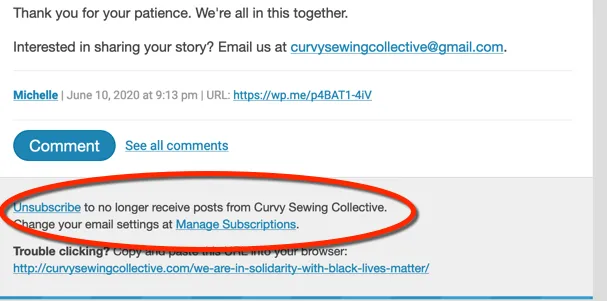 Thank you for your patience. We're all in this together.
Interested in sharing your story? Email us at curvysewingcollective@gmail.com.
Michelle | June 10, 2020 at 9:13 pm | URL: https://wp.me/p4BAT1-4iV
Comment See all comments
Unsubscribe to no longer receive posts from Curvy Sewing Collective.
Change your email settings at Manage Subscriptions.
Trouble clicking? Copy and paste this URL into your browser:
http://curvysewingcollective.com/we-are-in-solidarity-with-black-lives-matter/